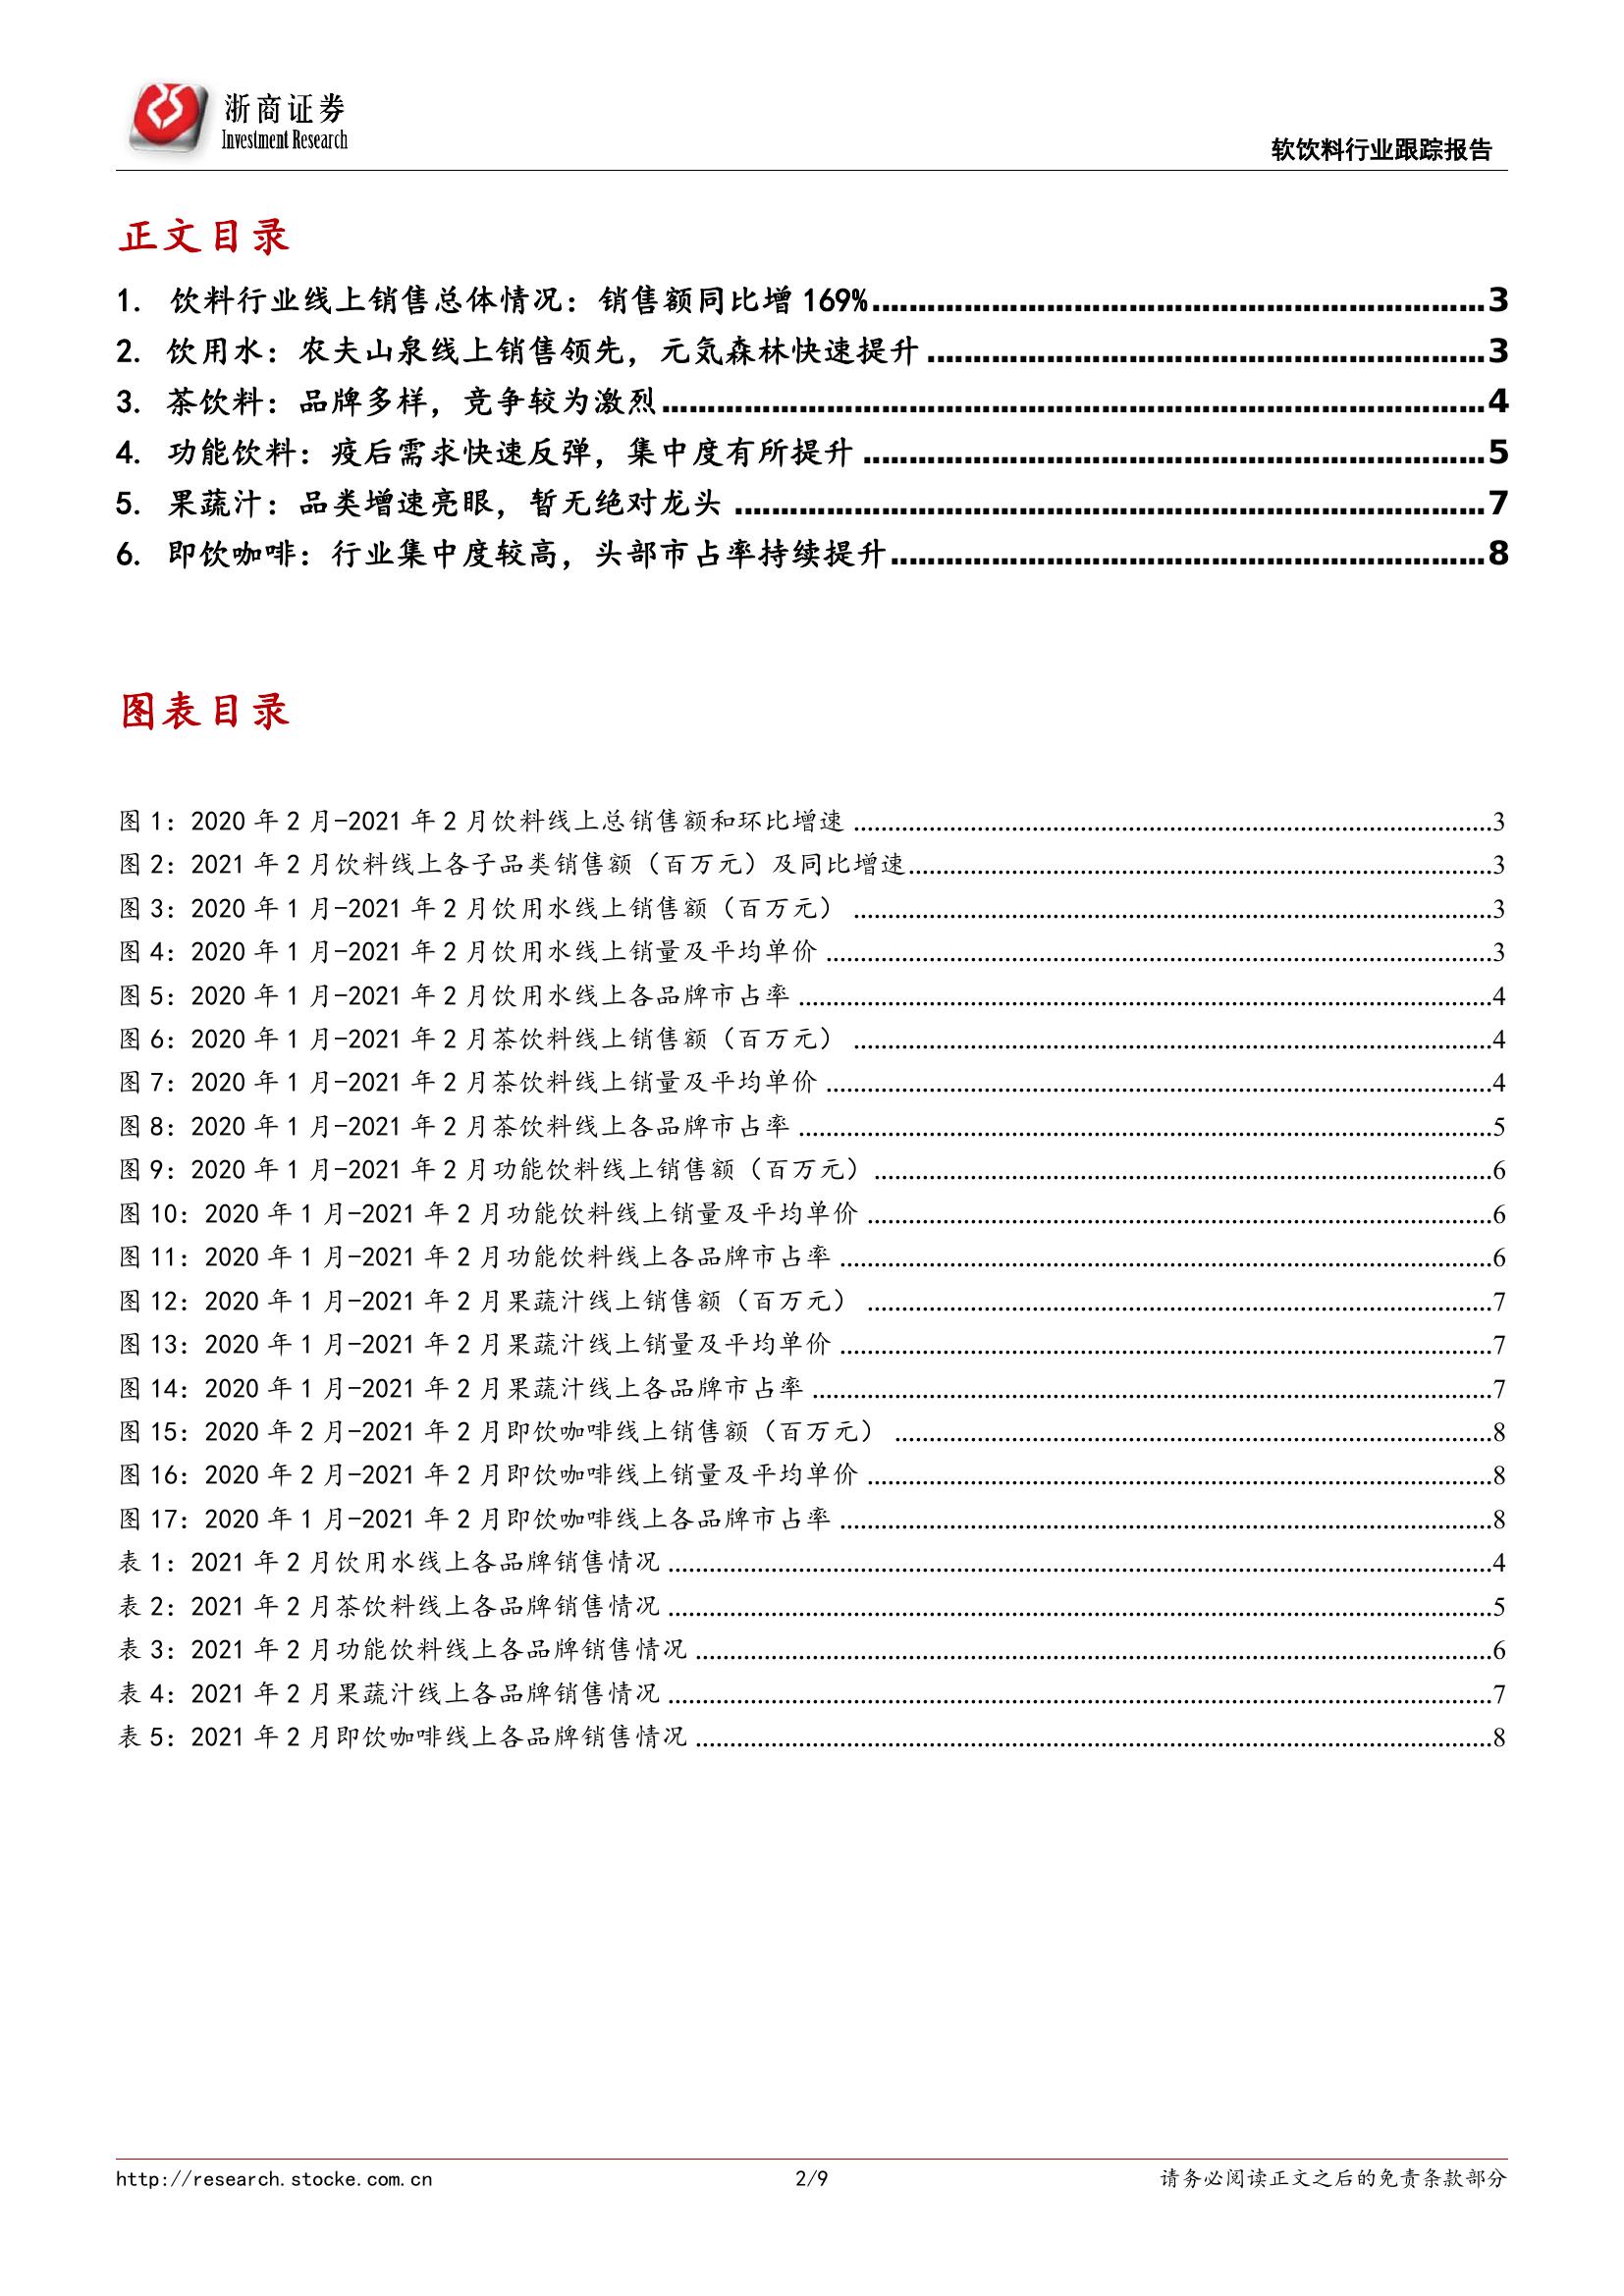 浙商证券
Investment Research
软饮料行业跟踪报告
正文目录
1. 饮料行业线上销售总体情况：销售额同比增 169%......3
2. 饮用水：农夫山泉线上销售领先，元気森林快速提升......3
3. 茶饮料：品牌多样，竞争较为激烈......4
4. 功能饮料：疫后需求快速反弹，集中度有所提升......5
5. 果蔬汁：品类增速亮眼，暂无绝对龙头......7
6. 即饮咖啡：行业集中度较高，头部市占率持续提升......8
图表目录
图 1：2020 年 2 月-2021 年 2 月饮料线上总销售额和环比增速......3
图 2：2021 年 2 月饮料线上各子品类销售额（百万元）及同比增速......3
图 3：2020 年 1 月-2021 年 2 月饮用水线上销售额（百万元）......3
图 4：2020 年 1 月-2021 年 2 月饮用水线上销量及平均单价......3
图 5：2020 年 1 月-2021 年 2 月饮用水线上各品牌市占率......4
图 6：2020 年 1 月-2021 年 2 月茶饮料线上销售额（百万元）......4
图 7：2020 年 1 月-2021 年 2 月茶饮料线上销量及平均单价......4
图 8：2020 年 1 月-2021 年 2 月茶饮料线上各品牌市占率......5
图 9：2020 年 1 月-2021 年 2 月功能饮料线上销售额（百万元）......6
图 10：2020 年 1 月-2021 年 2 月功能饮料线上销量及平均单价......6
图 11：2020 年 1 月-2021 年 2 月功能饮料线上各品牌市占率......6
图 12：2020 年 1 月-2021 年 2 月果蔬汁线上销售额（百万元）......7
图 13：2020 年 1 月-2021 年 2 月果蔬汁线上销量及平均单价......7
图 14：2020 年 1 月-2021 年 2 月果蔬汁线上各品牌市占率......7
图 15：2020 年 2 月-2021 年 2 月即饮咖啡线上销售额（百万元）......8
图 16：2020 年 2 月-2021 年 2 月即饮咖啡线上销量及平均单价......8
图 17：2020 年 1 月-2021 年 2 月即饮咖啡线上各品牌市占率......8
表 1：2021 年 2 月饮用水线上各品牌销售情况......4
表 2：2021 年 2 月茶饮料线上各品牌销售情况......5
表 3：2021 年 2 月功能饮料线上各品牌销售情况......6
表 4：2021 年 2 月果蔬汁线上各品牌销售情况......7
表 5：2021 年 2 月即饮咖啡线上各品牌销售情况......8
http://research.stocke.com.cn
2/9
请务必阅读正文之后的免责条款部分